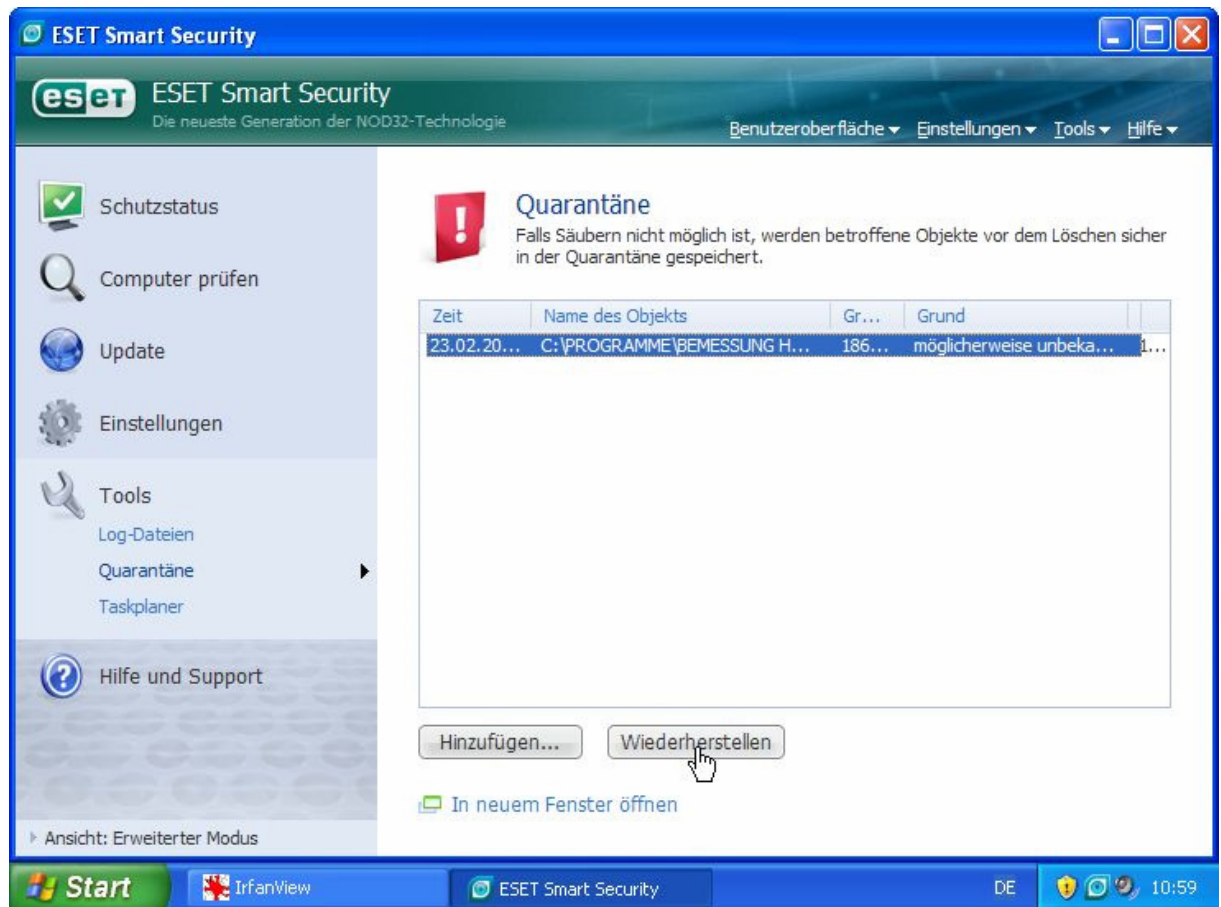 ESET Smart Security
eset ESET Smart Security
Die neueste Generation der NOD32-Technologie
Benutzeroberfläche Einstellungen Tools Hilfe
Schutzstatus
Computer prüfen
Update
Einstellungen
Tools
Log-Dateien
Quarantäne
Taskplaner
Hilfe und Support
Ansicht: Erweiterter Modus
Quarantäne
Falls Säubern nicht möglich ist, werden betroffene Objekte vor dem Löschen sicher
in der Quarantäne gespeichert.
Zeit Name des Objekts Gr... Grund
23.02.20... C:\PROGRAMME\BEMESSUNG H... 186... möglicherweise unbeka... 1...
Hinzufügen... Wiederherstellen
In neuem Fenster öffnen
Start IrfanView ESET Smart Security DE 10:59